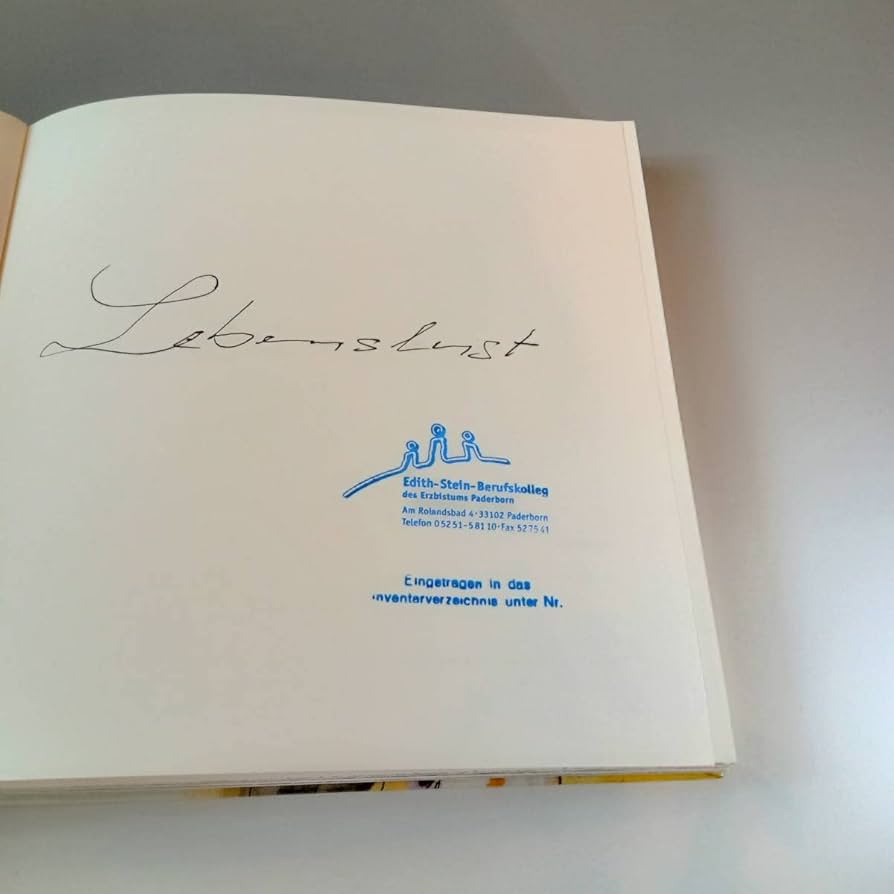 Lebenslust
Edith-Stein-Berufskolleg
des Erzbistums Paderborn
Am Rolandsbad 4·33102 Paderborn
Telefon 05251-58110·Fax 527541
Eingetragen in das
Inventarverzeichnis unter Nr.